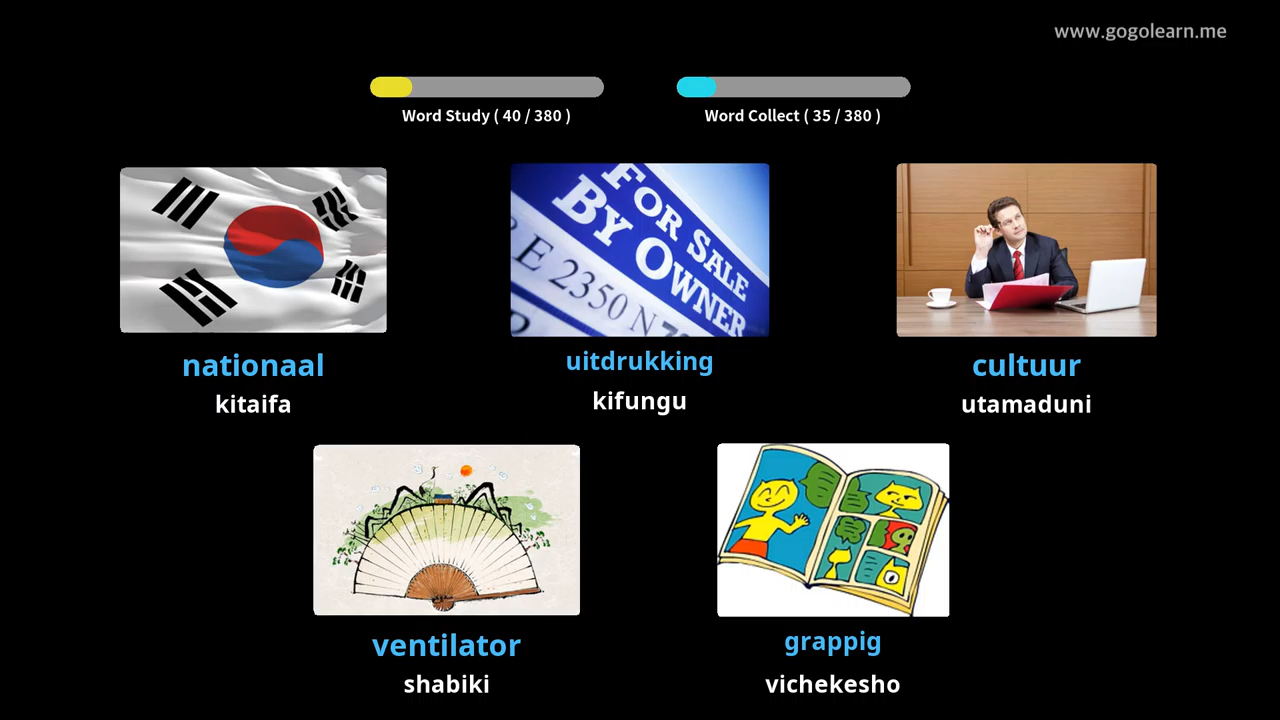 www.gogolearn.me
Word Study ( 40 / 380 )
Word Collect ( 35 / 380 )
FOR SALE
BY OWNER
E 2350 N
nationaal
uitdrukking
cultuur
kitaifa
kifungu
utamaduni
ventilator
grappig
shabiki
vichekesho